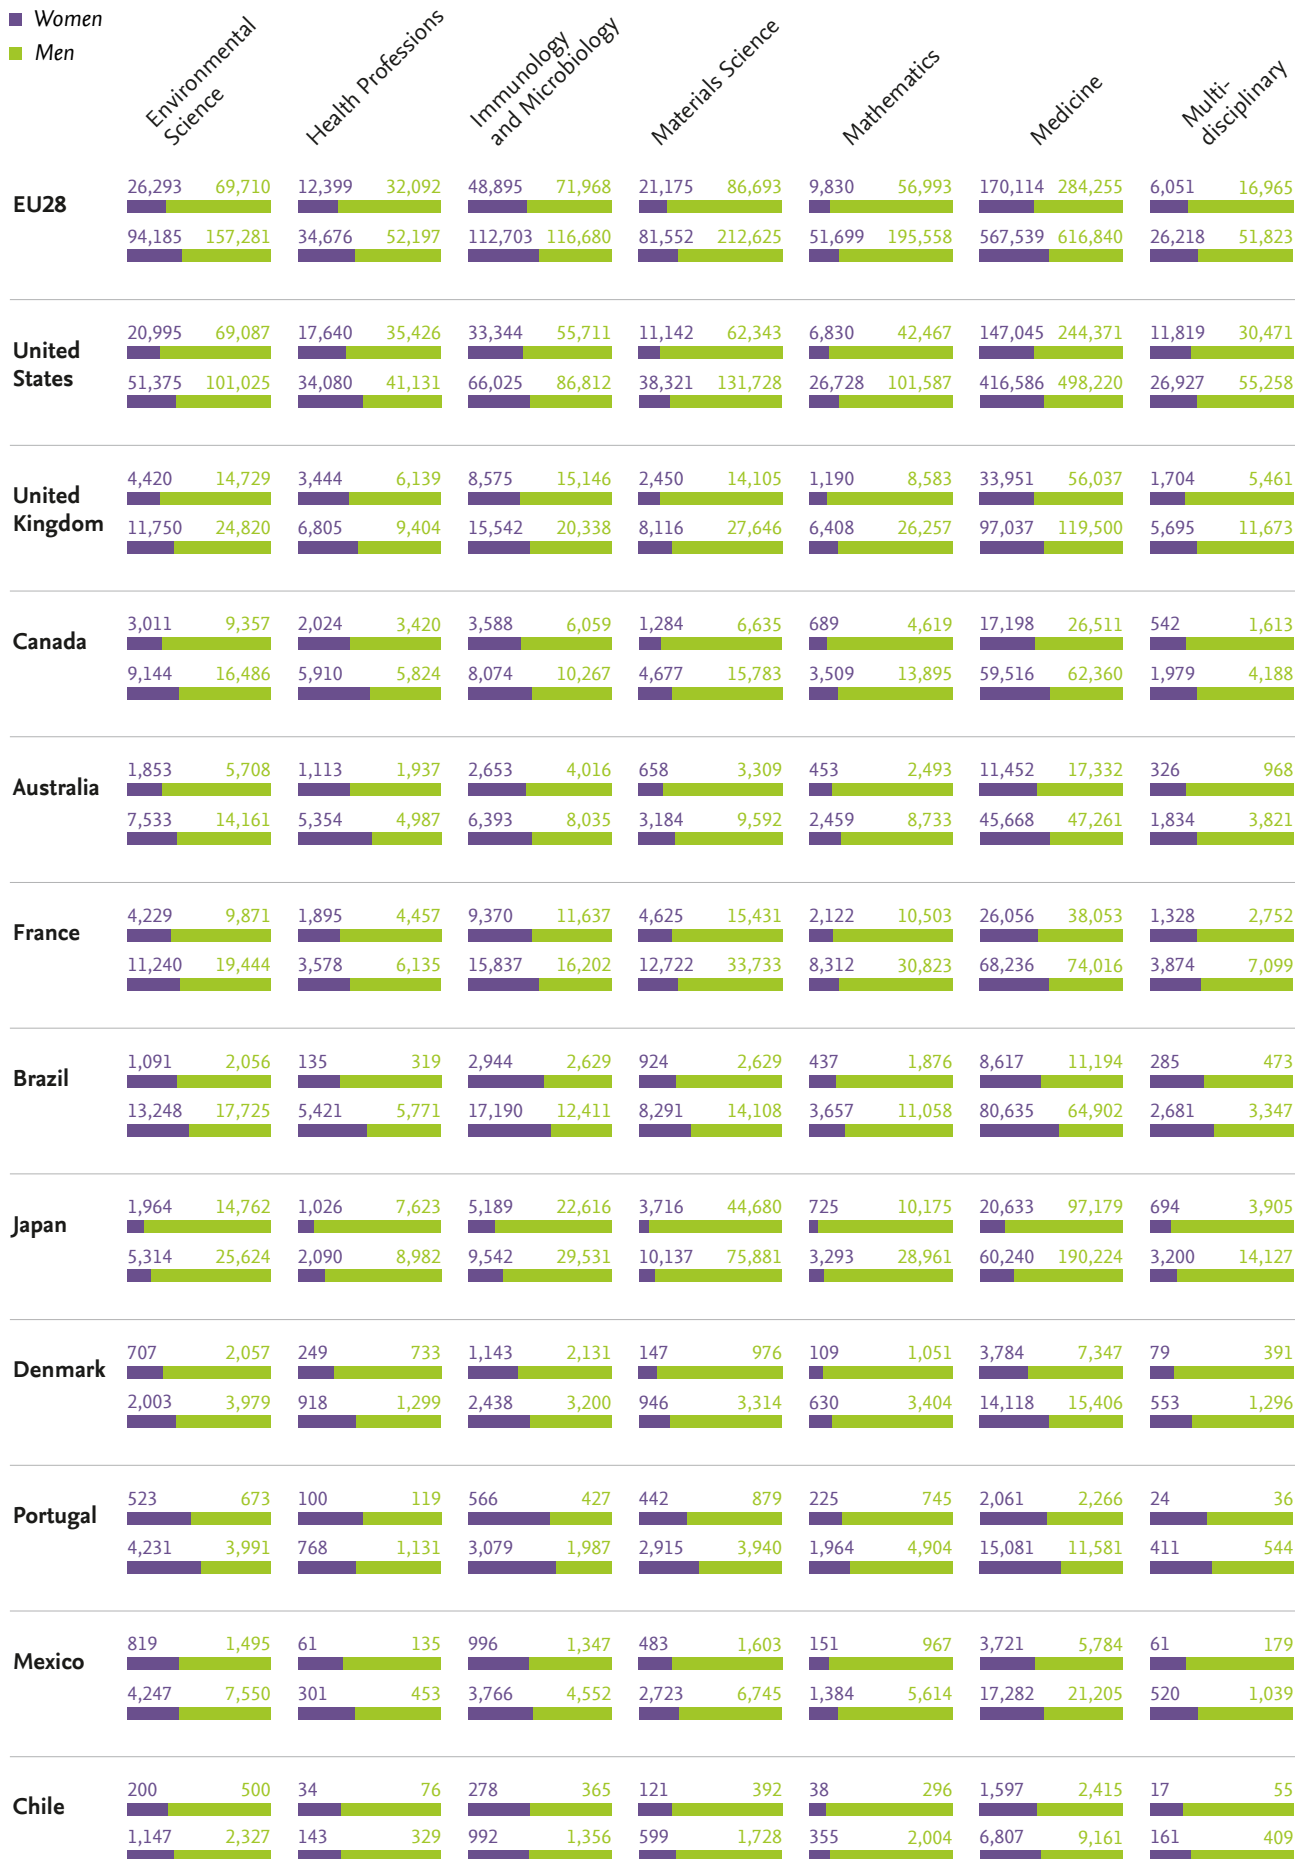 Women
Men
Environmental
Science
Health Professions
Immunology
and Microbiology
Materials Science
Mathematics
Medicine
Multi-
disciplinary
EU28
26,293 69,710 12,399 32,092 48,895 71,968 21,175 86,693 9,830 56,993 170,114 284,255 6,051 16,965
94,185 157,281 34,676 52,197 112,703 116,680 81,552 212,625 51,699 195,558 567,539 616,840 26,218 51,823
United
States
20,995 69,087 17,640 35,426 33,344 55,711 11,142 62,343 6,830 42,467 147,045 244,371 11,819 30,471
51,375 101,025 34,080 41,131 66,025 86,812 38,321 131,728 26,728 101,587 416,586 498,220 26,927 55,258
United
Kingdom
4,420 14,729 3,444 6,139 8,575 15,146 2,450 14,105 1,190 8,583 33,951 56,037 1,704 5,461
11,750 24,820 6,805 9,404 15,542 20,338 8,116 27,646 6,408 26,257 97,037 119,500 5,695 11,673
Canada
3,011 9,357 2,024 3,420 3,588 6,059 1,284 6,635 689 4,619 17,198 26,511 542 1,613
9,144 16,486 5,910 5,824 8,074 10,267 4,677 15,783 3,509 13,895 59,516 62,360 1,979 4,188
Australia
1,853 5,708 1,113 1,937 2,653 4,016 658 3,309 453 2,493 11,452 17,332 326 968
7,533 14,161 5,354 4,987 6,393 8,035 3,184 9,592 2,459 8,733 45,668 47,261 1,834 3,821
France
4,229 9,871 1,895 4,457 9,370 11,637 4,625 15,431 2,122 10,503 26,056 38,053 1,328 2,752
11,240 19,444 3,578 6,135 15,837 16,202 12,722 33,733 8,312 30,823 68,236 74,016 3,874 7,099
Brazil
1,091 2,056 135 319 2,944 2,629 924 2,629 437 1,876 8,617 11,194 285 473
13,248 17,725 5,421 5,771 17,190 12,411 8,291 14,108 3,657 11,058 80,635 64,902 2,681 3,347
Japan
1,964 14,762 1,026 7,623 5,189 22,616 3,716 44,680 725 10,175 20,633 97,179 694 3,905
5,314 25,624 2,090 8,982 9,542 29,531 10,137 75,881 3,293 28,961 60,240 190,224 3,200 14,127
Denmark
707 2,057 249 733 1,143 2,131 147 976 109 1,051 3,784 7,347 79 391
2,003 3,979 918 1,299 2,438 3,200 946 3,314 630 3,404 14,118 15,406 553 1,296
Portugal
523 673 100 119 566 427 442 879 225 745 2,061 2,266 24 36
4,231 3,991 768 1,131 3,079 1,987 2,915 3,940 1,964 4,904 15,081 11,581 411 544
Mexico
819 1,495 61 135 996 1,347 483 1,603 151 967 3,721 5,784 61 179
4,247 7,550 301 453 3,766 4,552 2,723 6,745 1,384 5,614 17,282 21,205 520 1,039
Chile
200 500 34 76 278 365 121 392 38 296 1,597 2,415 17 55
1,147 2,327 143 329 992 1,356 599 1,728 355 2,004 6,807 9,161 161 409